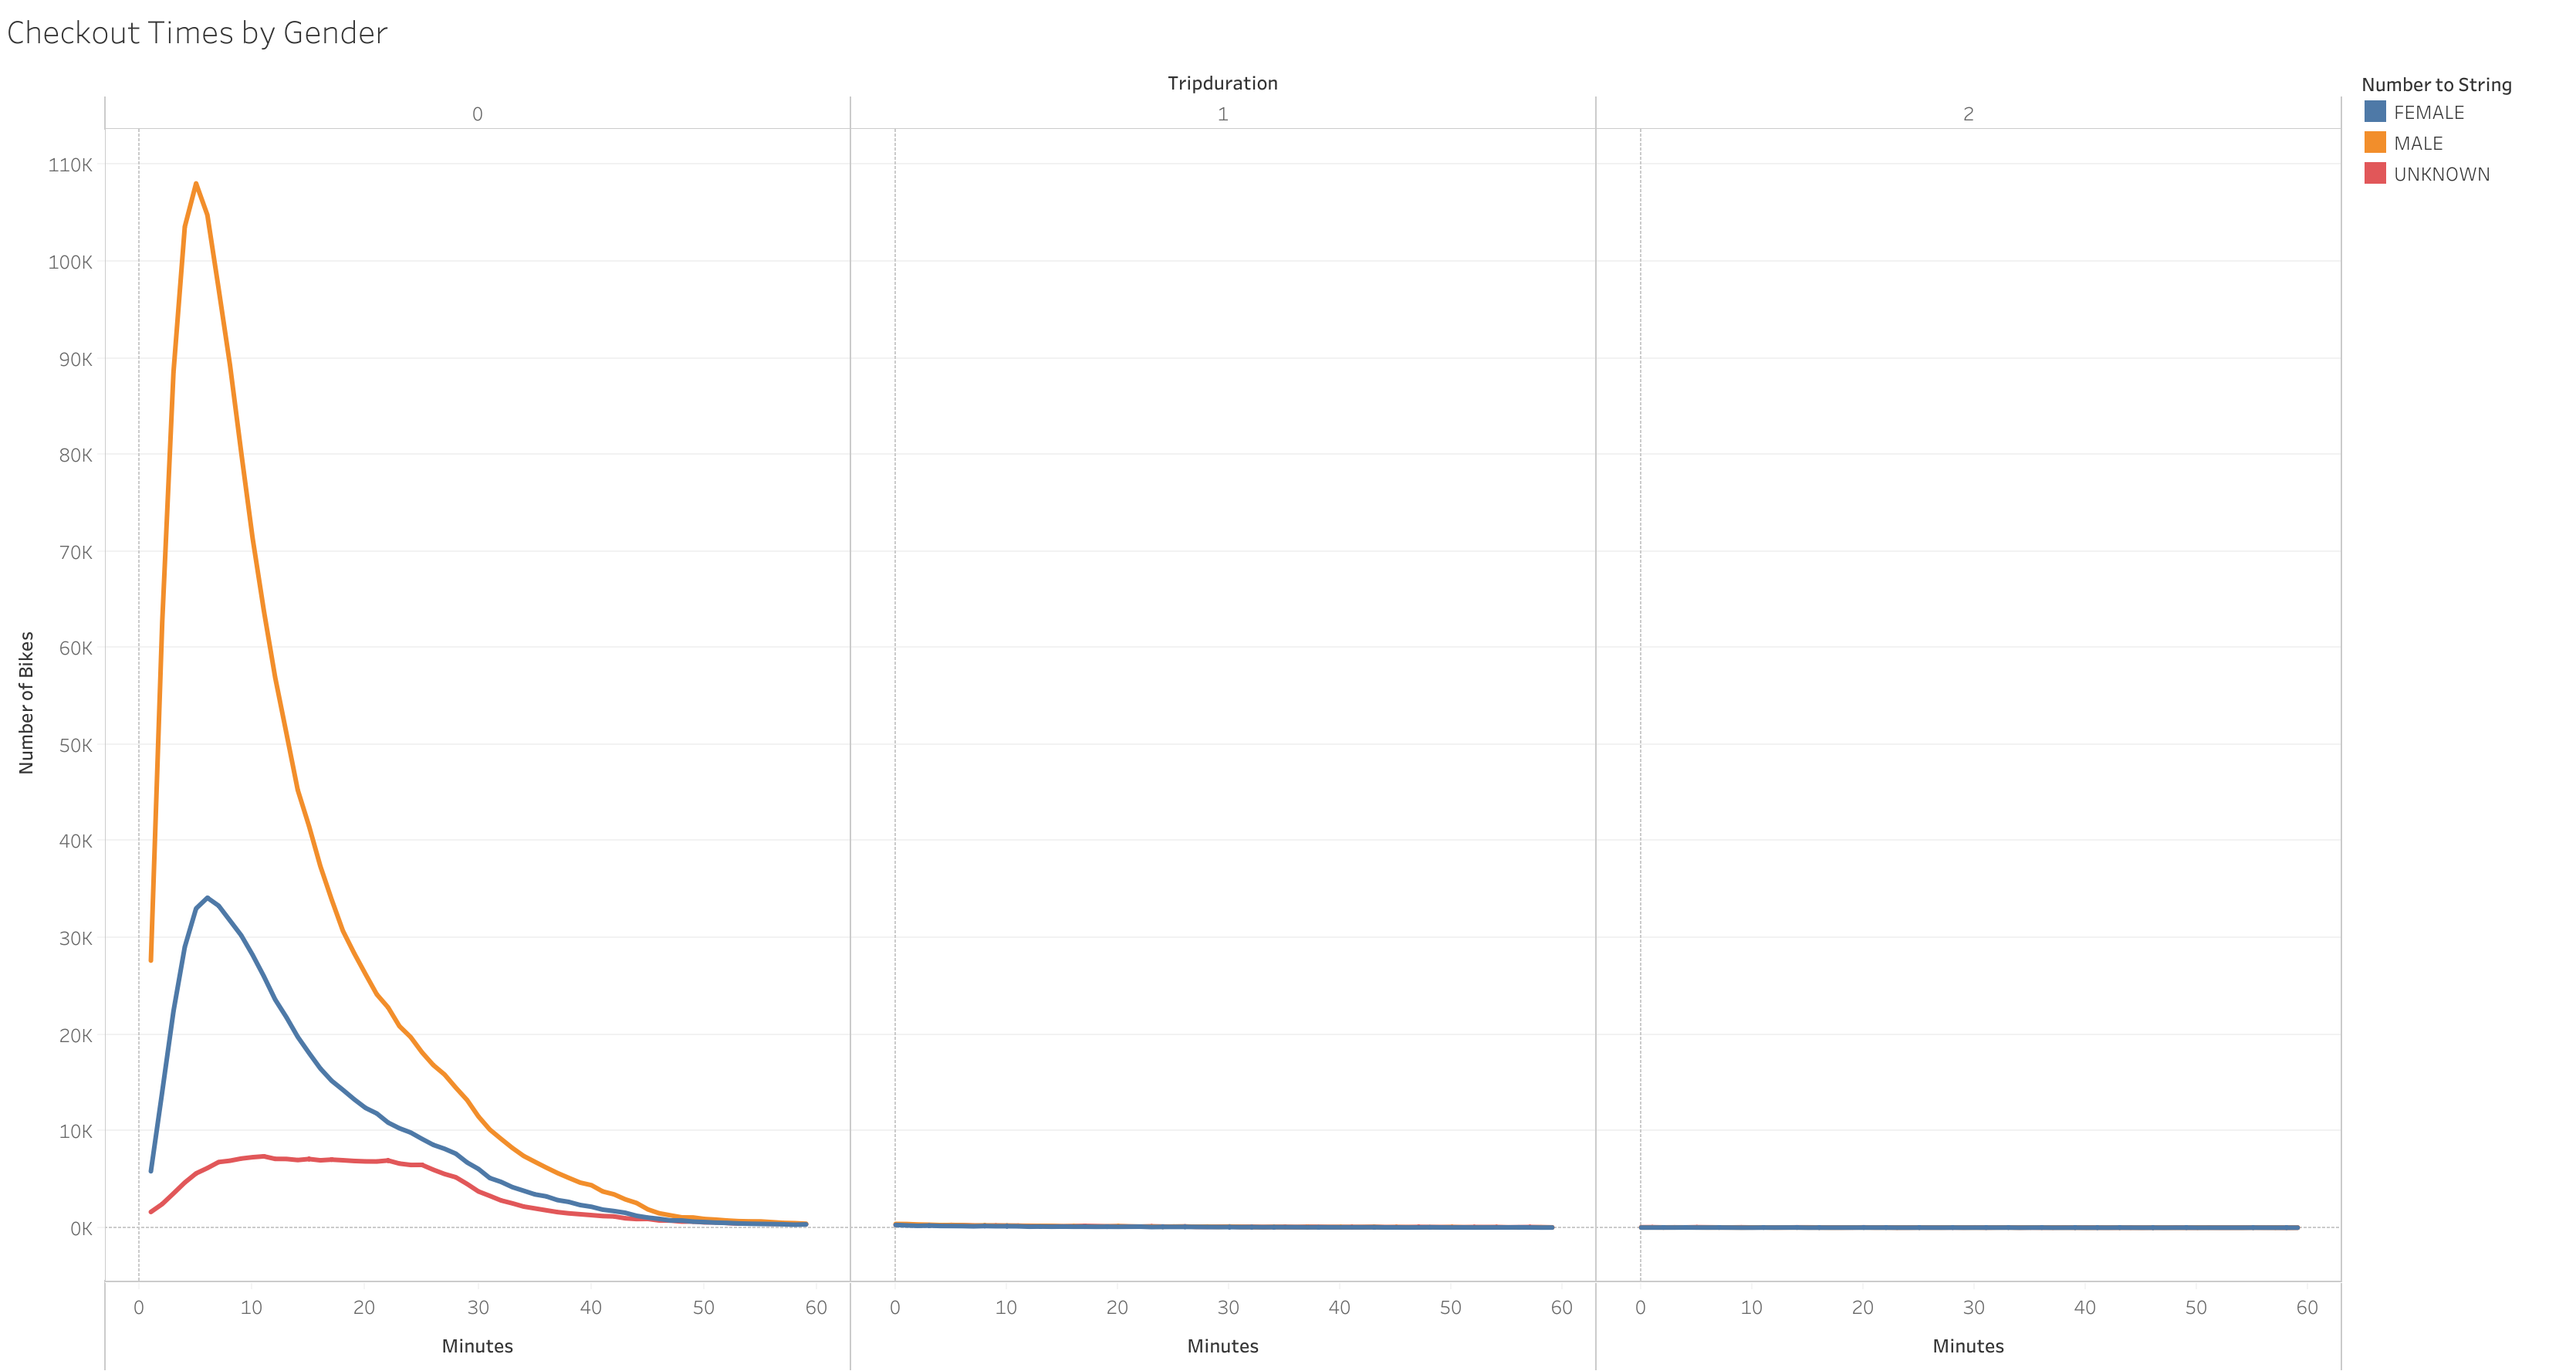 Checkout Times by Gender
Tripduration
0 1 2
Number to String
FEMALE
MALE
UNKNOWN
Number of Bikes
110K
100K
90K
80K
70K
60K
50K
40K
30K
20K
10K
0K
0 10 20 30 40 50 60 0 10 20 30 40 50 60 0 10 20 30 40 50 60
Minutes Minutes Minutes